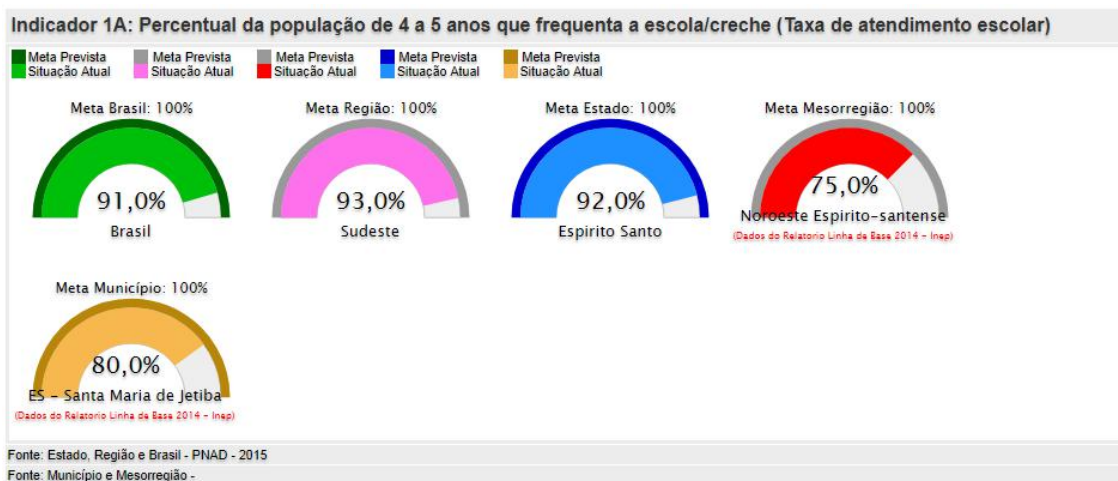 Indicador 1A: Percentual da população de 4 a 5 anos que frequenta a escola/creche (Taxa de atendimento escolar)
Meta Prevista Meta Prevista Meta Prevista Meta Prevista Meta Prevista
Situação Atual Situação Atual Situação Atual Situação Atual Situação Atual
Meta Brasil: 100% Meta Região: 100% Meta Estado: 100% Meta Mesorregião: 100%
91,0% 93,0% 92,0% 75,0%
Brasil Sudeste Espirito Santo Noroeste Espirito-santense
(Dados do Relatorio Linha de Base 2014 - Inep)
Meta Município: 100%
80,0%
ES - Santa Maria de Jetiba
(Dados do Relatorio Linha de Base 2014 - Inep)
Fonte: Estado, Região e Brasil - PNAD - 2015
Fonte: Município e Mesorregião -